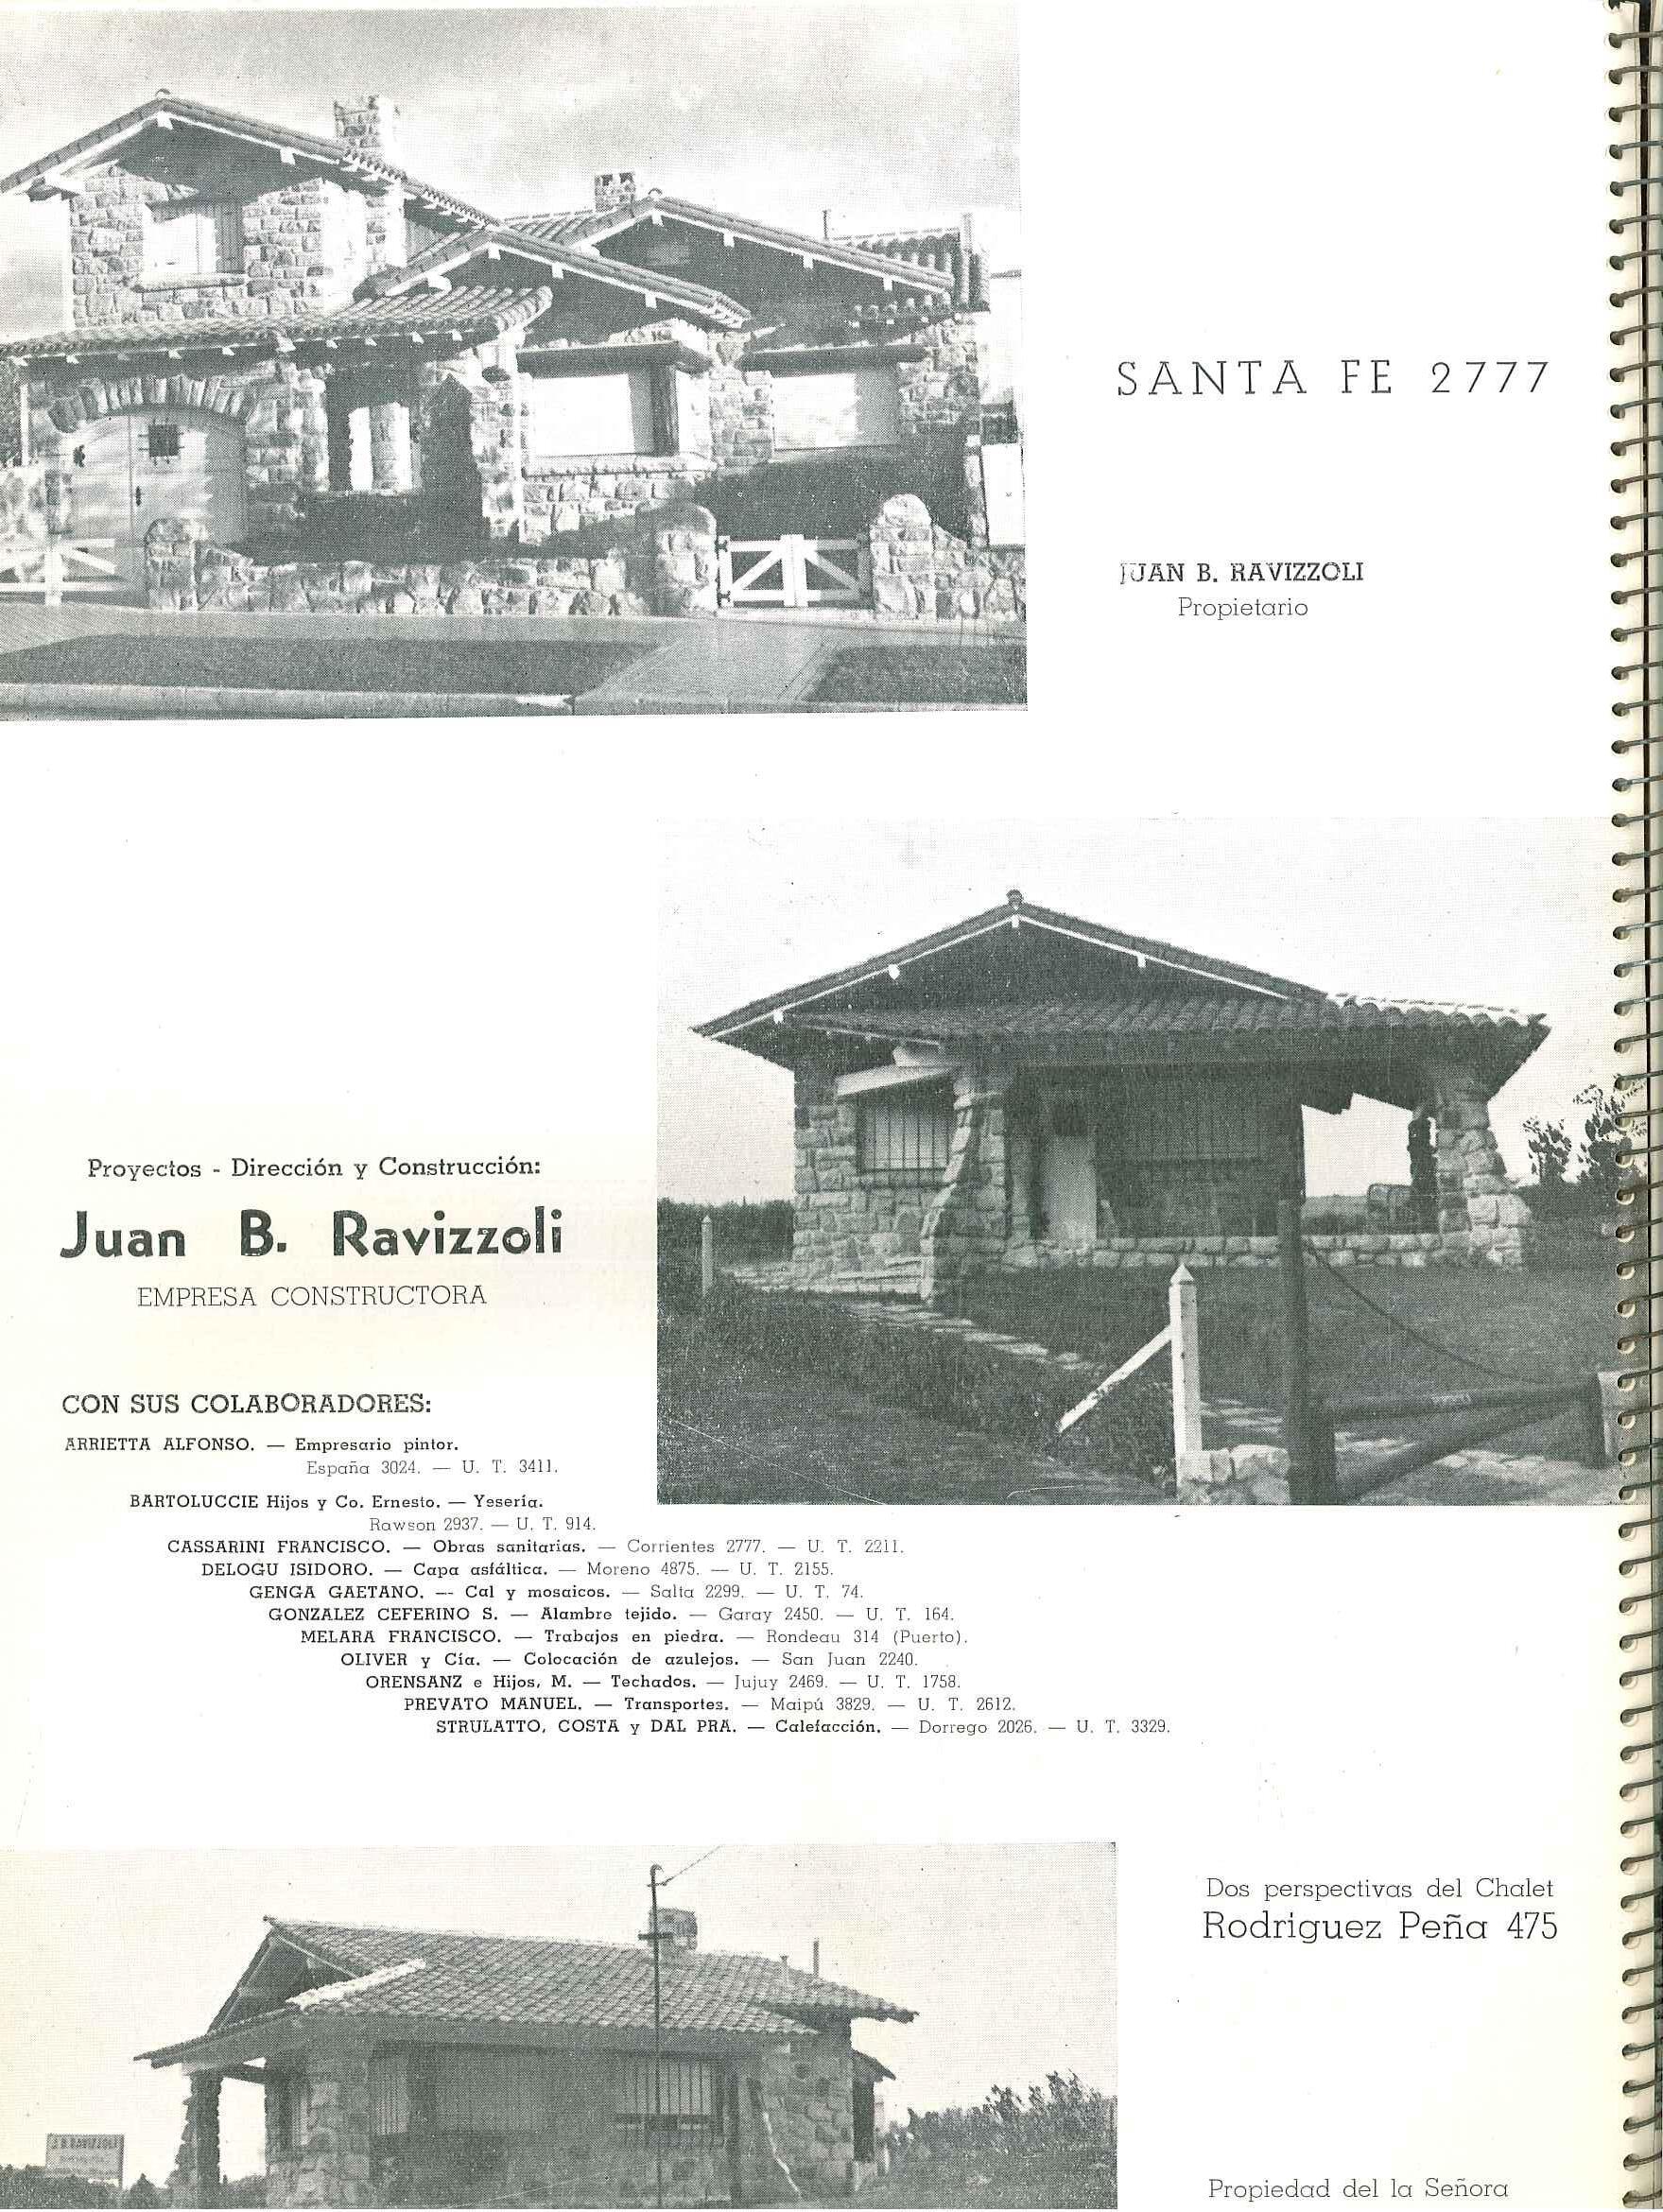 SANTA FE 2777
JUAN B. RAVIZZOLI
Propietario
Proyectos - Dirección y Construcción:
Juan B. Ravizzoli
EMPRESA CONSTRUCTORA
CON SUS COLABORADORES:
ARRIETTA ALFONSO. — Empresario pintor.
España 3024. — U. T. 3411.
BARTOLUCCIE Hijos y Co. Ernesto. — Yesería.
Rawson 2937. — U. T. 914.
CASSARINI FRANCISCO. — Obras sanitarias. — Corrientes 2777. — U. T. 2211.
DELOGU ISIDORO. — Capa asfáltica. — Moreno 4875. — U. T. 2155.
GENGA GAETANO. — Cal y mosaicos. — Salta 2299. — U. T. 74.
GONZALEZ CEFERINO S. — Alambre tejido. — Garay 2450. — U. T. 164.
MELARA FRANCISCO. — Trabajos en piedra. — Rondeau 314 (Puerto).
OLIVER y Cía. — Colocación de azulejos. — San Juan 2240.
ORENSANZ e Hijos, M. — Techados. — Jujuy 2469. — U. T. 1758.
PREVATO MANUEL. — Transportes. — Maipú 3829. — U. T. 2612.
STRULATTO, COSTA y DAL PRA. — Calefacción. — Dorrego 2026. — U. T. 3329.
Dos perspectivas del Chalet
Rodriguez Peña 475
J. B. RAVIZZOLI
Propiedad del la Señora